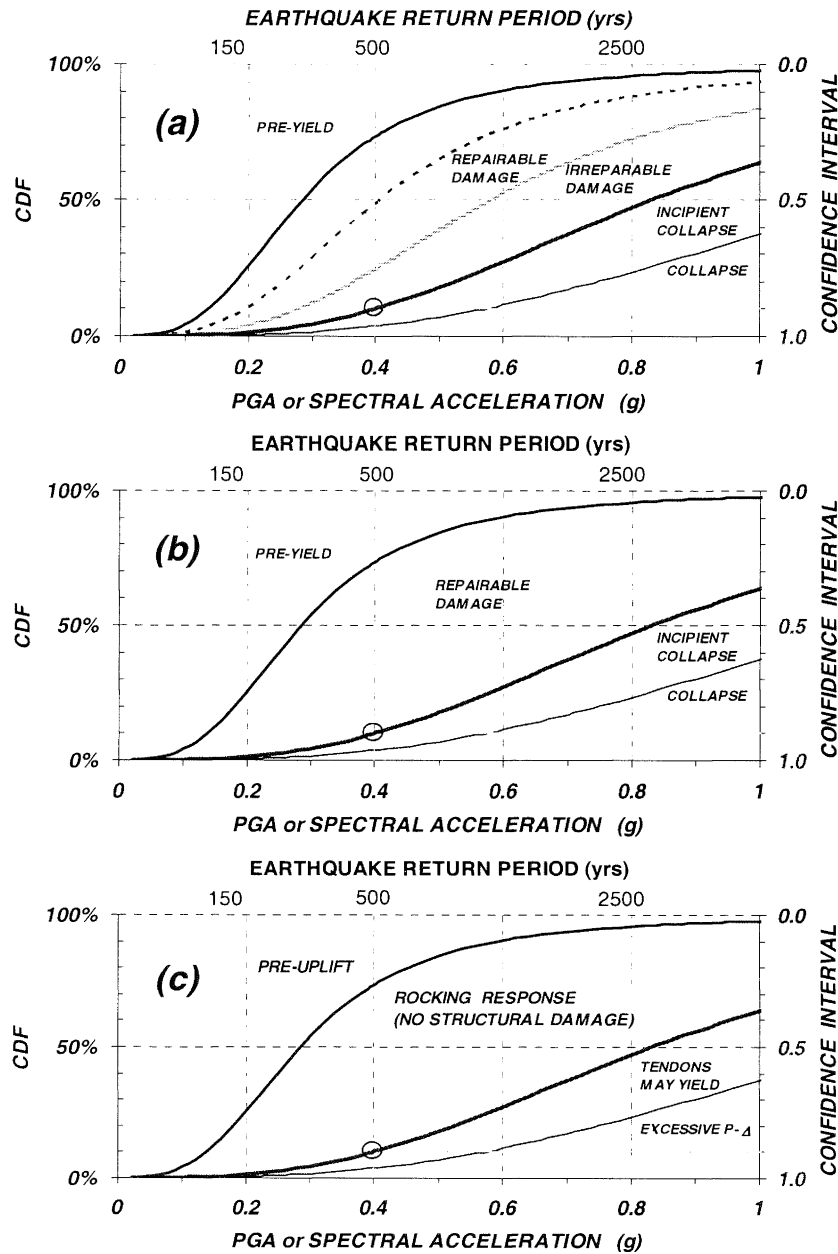 EARTHQUAKE RETURN PERIOD (yrs)
150 500 2500
100% 0.0
(a)
PRE-YIELD
REPAIRABLE
DAMAGE
IRREPARABLE
DAMAGE
CDF
50% 0.5
INCIPIENT
COLLAPSE
COLLAPSE
CONFIDENCE INTERVAL
0% 1.0
0 0.2 0.4 0.6 0.8 1
PGA or SPECTRAL ACCELERATION (g)
EARTHQUAKE RETURN PERIOD (yrs)
150 500 2500
100% 0.0
(b)
PRE-YIELD
REPAIRABLE
DAMAGE
CDF
50% 0.5
INCIPIENT
COLLAPSE
COLLAPSE
CONFIDENCE INTERVAL
0% 1.0
0 0.2 0.4 0.6 0.8 1
PGA or SPECTRAL ACCELERATION (g)
EARTHQUAKE RETURN PERIOD (yrs)
150 500 2500
100% 0.0
(c)
PRE-UPLIFT
ROCKING RESPONSE
(NO STRUCTURAL DAMAGE)
CDF
50% 0.5
TENDONS
MAY YIELD
EXCESSIVE P-Δ
CONFIDENCE INTERVAL
0% 1.0
0 0.2 0.4 0.6 0.8 1
PGA or SPECTRAL ACCELERATION (g)